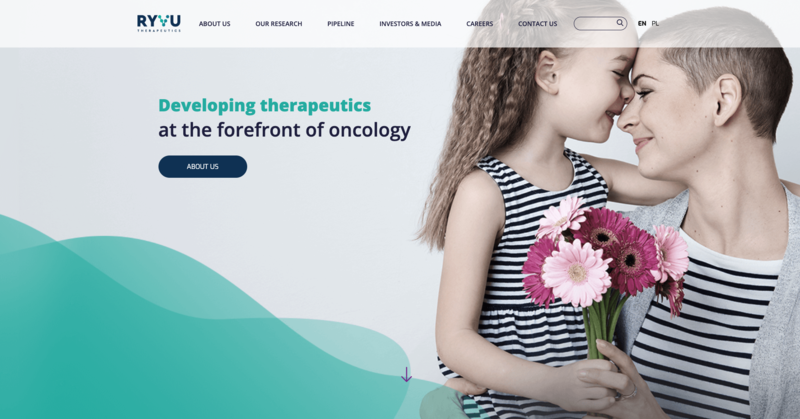 RYVU
THERAPEUTICS
ABOUT US
OUR RESEARCH
PIPELINE
INVESTORS & MEDIA
CAREERS
CONTACT US
EN
PL
Developing therapeutics
at the forefront of oncology
ABOUT US